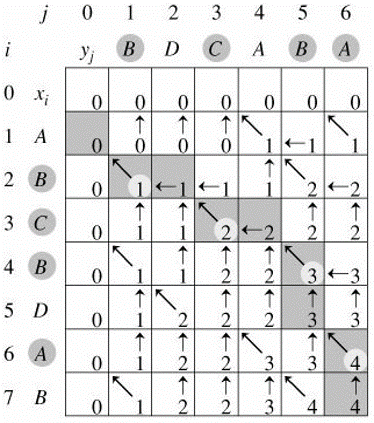 j 0 1 2 3 4 5 6
i yj B D C A B A
0 xi 0 0 0 0 0 0 0
1 A 0 ↑0 ↑0 ↑0 ↖1 ←1 ↖1
2 B 0 ↖1 ←1 ←1 ↑1 ↖2 ←2
3 C 0 ↑1 ↑1 ↖2 ←2 ↑2 ↑2
4 B 0 ↖1 ↑1 ↑2 ↑2 ↖3 ←3
5 D 0 ↑1 ↖2 ↑2 ↑2 ↑3 ↑3
6 A 0 ↑1 ↑2 ↑2 ↖3 ↑3 ↖4
7 B 0 ↖1 ↑2 ↑2 ↑3 ↖4 ↑4